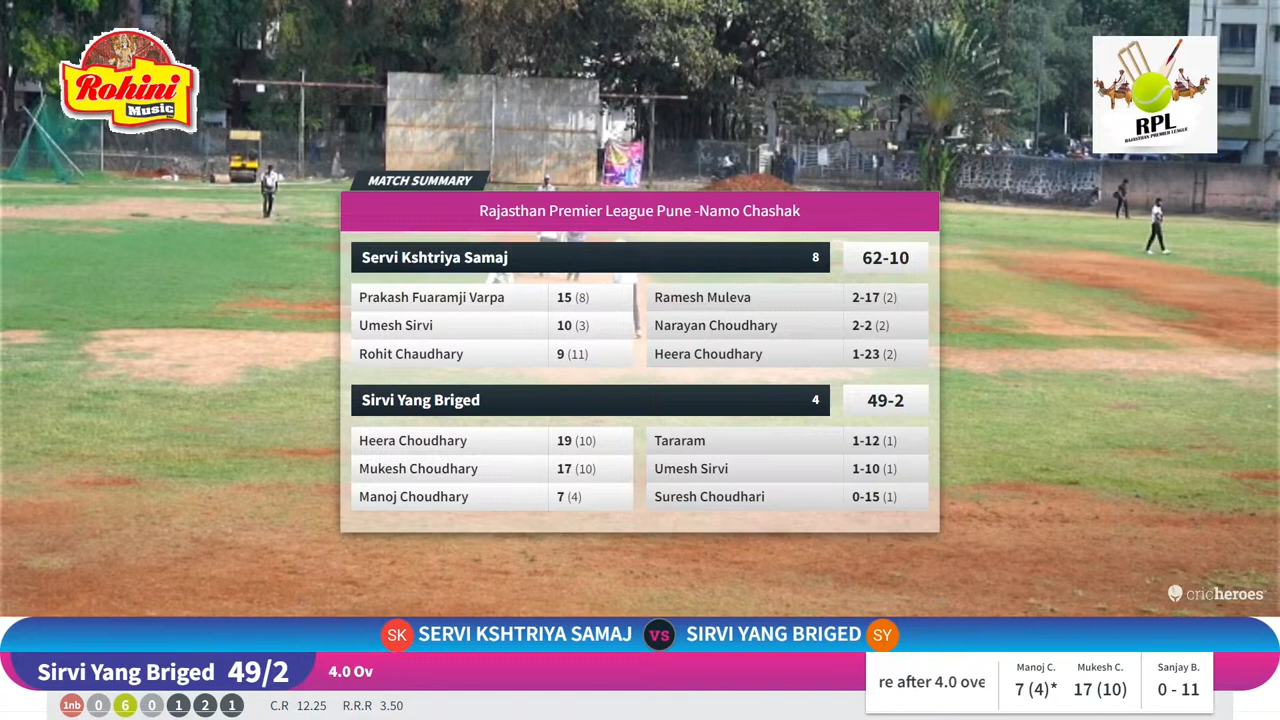 Rohini
Music
RPL
RAJASTHAN PREMIER LEAGUE
MATCH SUMMARY
Rajasthan Premier League Pune -Namo Chashak
Servi Kshtriya Samaj 8 62-10
Prakash Fuaramji Varpa 15 (8) Ramesh Muleva 2-17 (2)
Umesh Sirvi 10 (3) Narayan Choudhary 2-2 (2)
Rohit Chaudhary 9 (11) Heera Choudhary 1-23 (2)
Sirvi Yang Briged 4 49-2
Heera Choudhary 19 (10) Tararam 1-12 (1)
Mukesh Choudhary 17 (10) Umesh Sirvi 1-10 (1)
Manoj Choudhary 7 (4) Suresh Choudhari 0-15 (1)
cricheroes
SK SERVI KSHTRIYA SAMAJ VS SIRVI YANG BRIGED SY
Sirvi Yang Briged 49/2 4.0 Ov
re after 4.0 ove
Manoj C. Mukesh C. Sanjay B.
7 (4)* 17 (10) 0 - 11
1nb 0 6 0 1 2 1 C.R 12.25 R.R.R 3.50